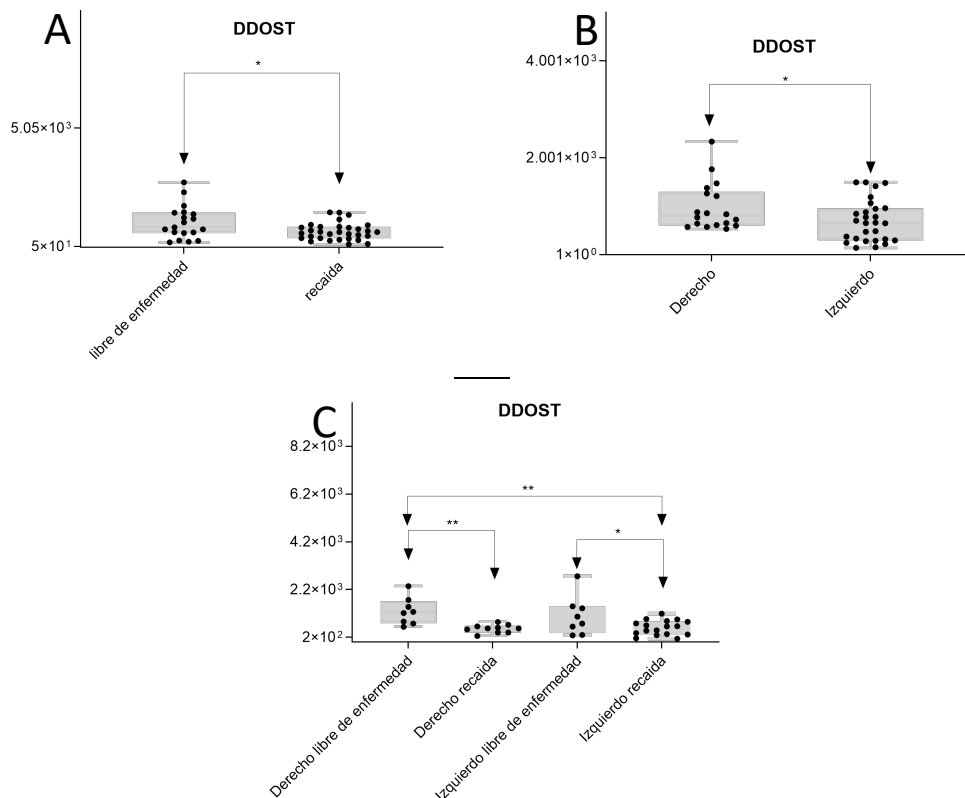 A
DDOST
*
5.05×10³
5×10¹
libre de enfermedad
recaida
B
DDOST
4.001×10³
*
2.001×10³
1×10⁰
Derecho
Izquierdo
C
DDOST
8.2×10³
6.2×10³
**
4.2×10³
**
*
2.2×10³
2×10²
Derecho libre de enfermedad
Derecho recaida
Izquierdo libre de enfermedad
Izquierdo recaida